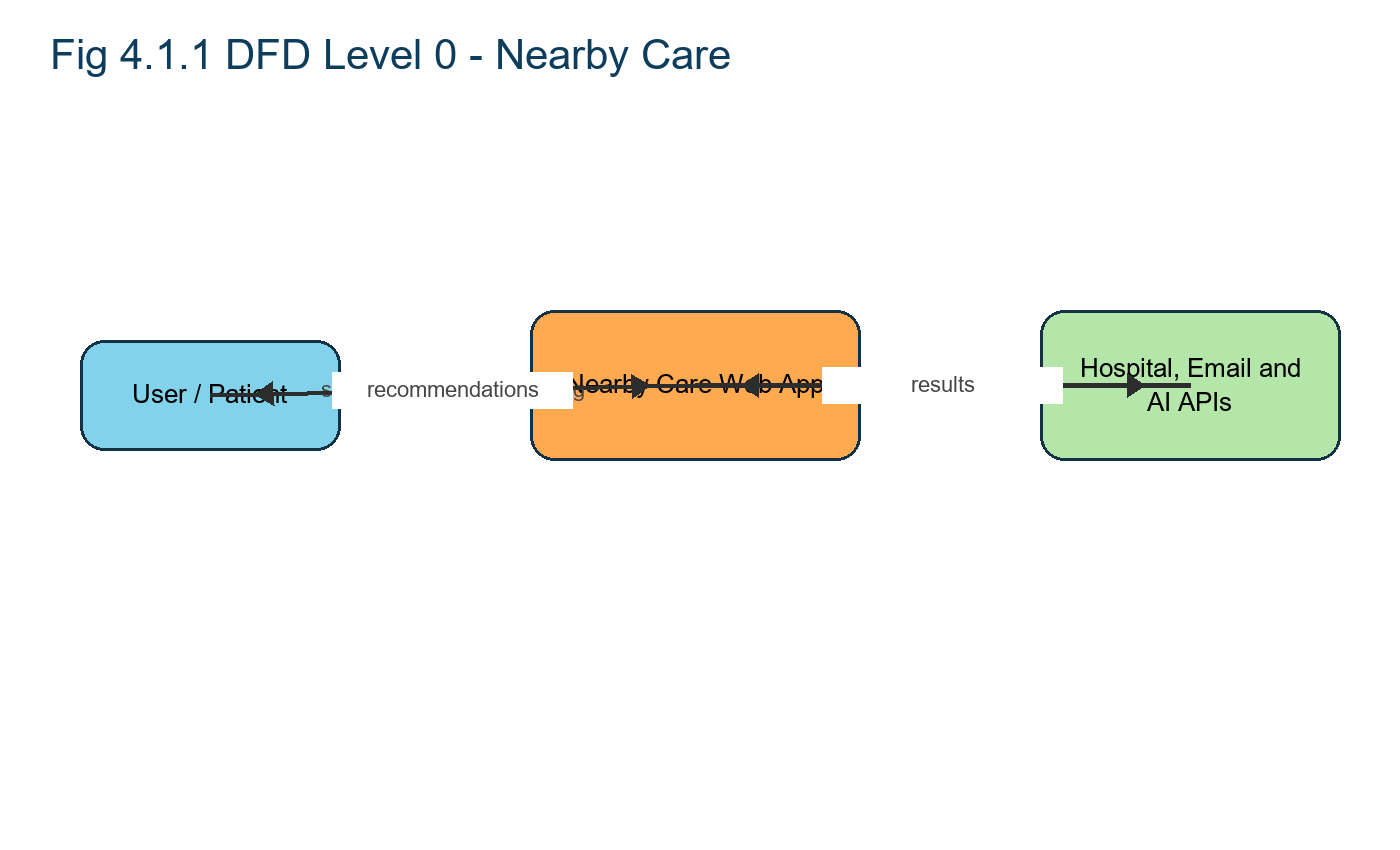 Fig 4.1.1 DFD Level 0 - Nearby Care
User / Patient
recommendations
Nearby Care Web App
results
Hospital, Email and
AI APIs